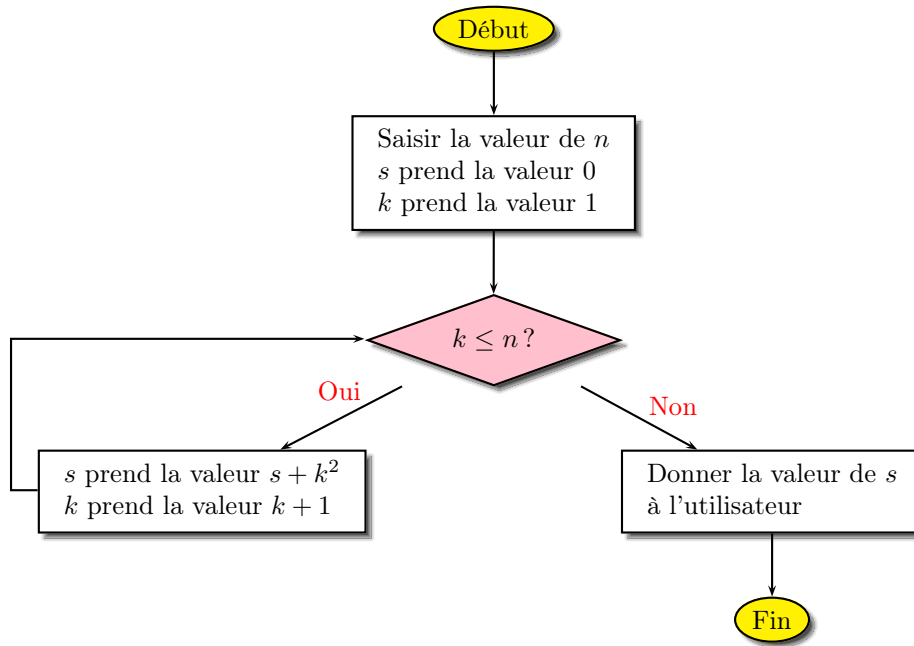 Début
Saisir la valeur de n
s prend la valeur 0
k prend la valeur 1
k ≤ n ?
Oui
Non
s prend la valeur s + k²
k prend la valeur k + 1
Donner la valeur de s
à l'utilisateur
Fin